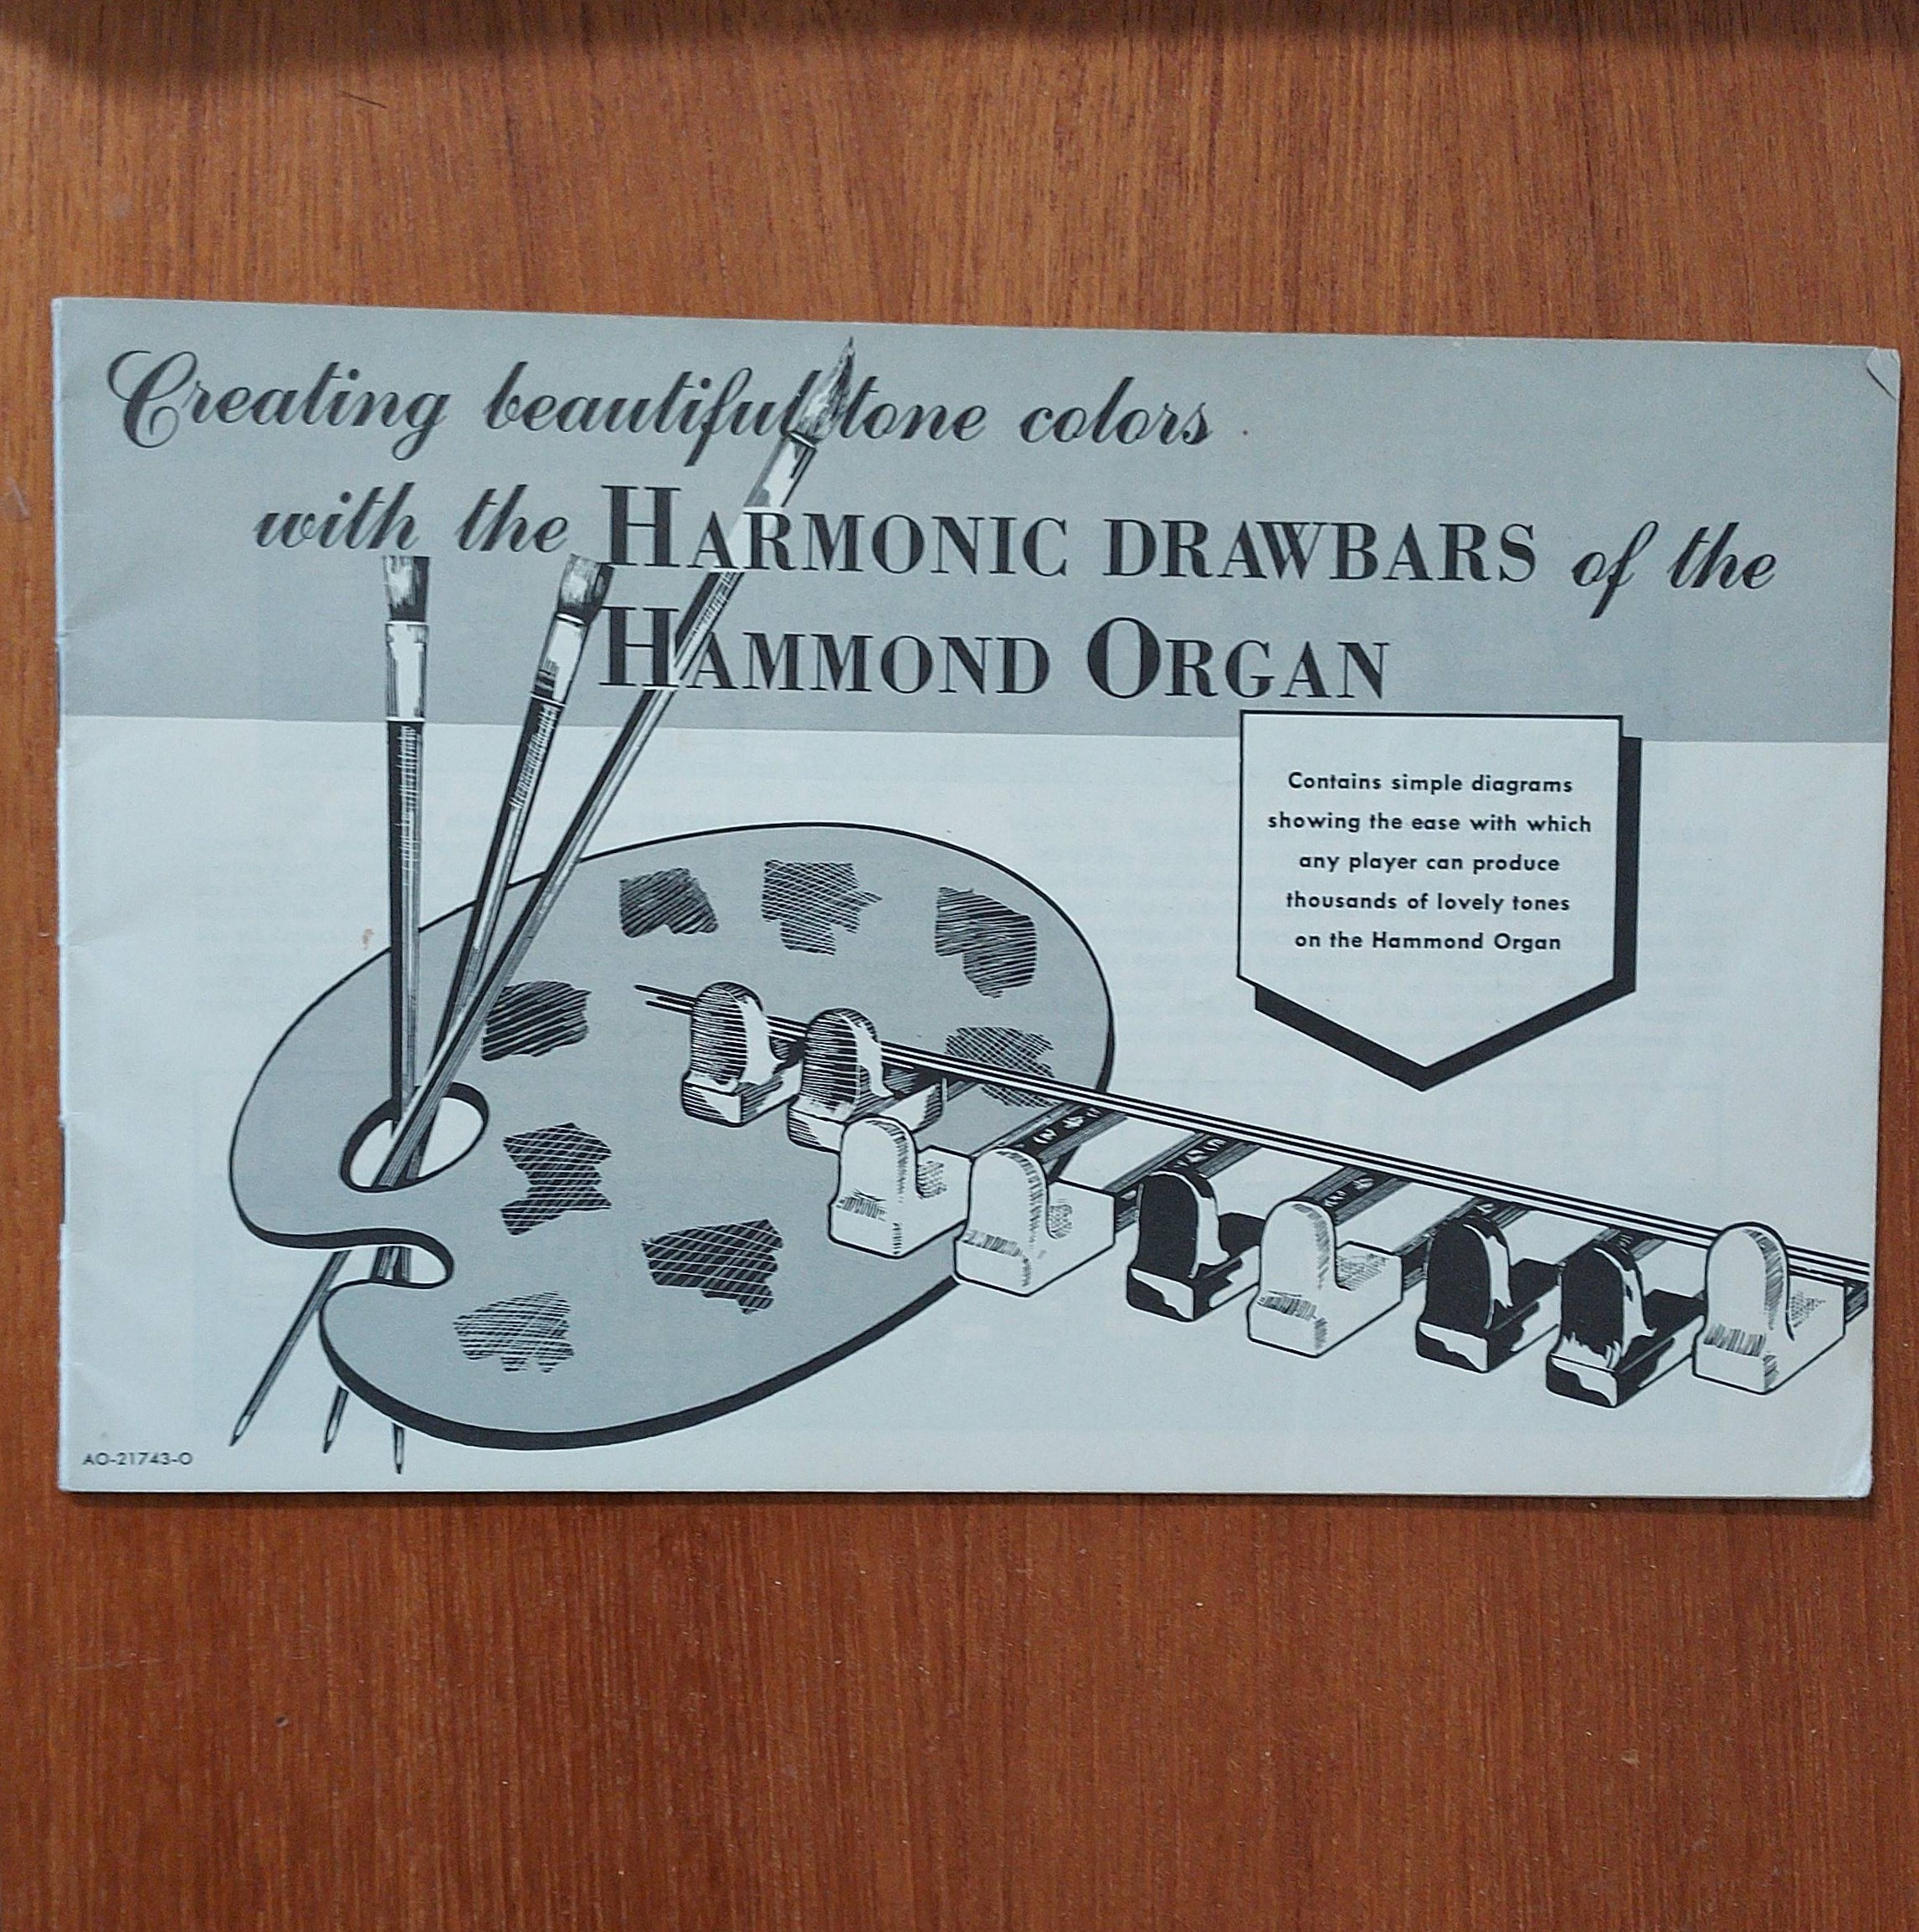 Creating beautiful tone colors
with the HARMONIC DRAWBARS of the
HAMMOND ORGAN
Contains simple diagrams
showing the ease with which
any player can produce
thousands of lovely tones
on the Hammond Organ
AO-21743-O